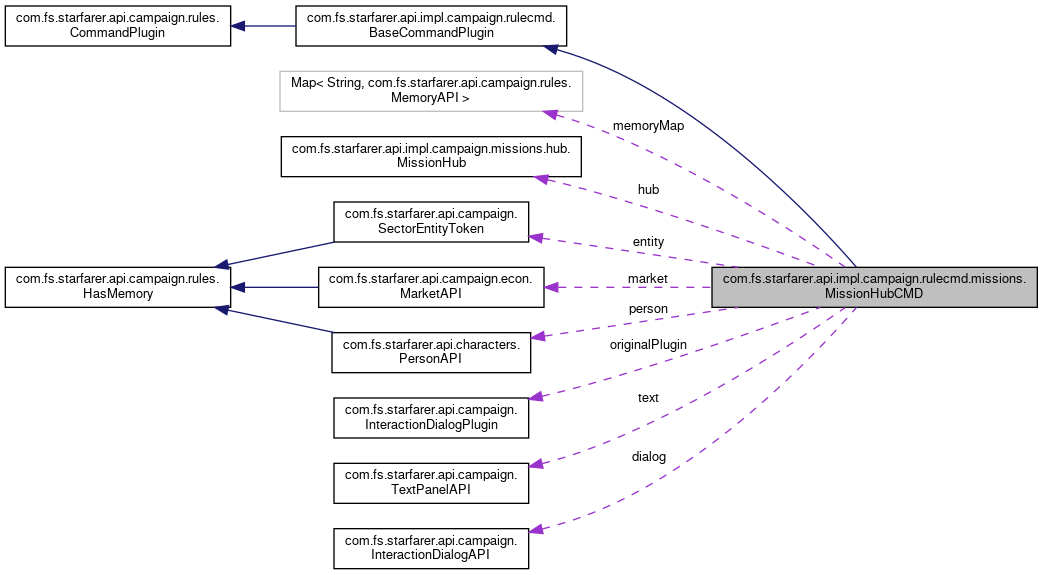 com.fs.starfarer.api.campaign.rules.
CommandPlugin
com.fs.starfarer.api.impl.campaign.rulecmd.
BaseCommandPlugin
Map< String, com.fs.starfarer.api.campaign.rules.
MemoryAPI >
memoryMap
com.fs.starfarer.api.impl.campaign.missions.hub.
MissionHub
hub
com.fs.starfarer.api.campaign.
SectorEntityToken
entity
com.fs.starfarer.api.campaign.rules.
HasMemory
com.fs.starfarer.api.campaign.econ.
MarketAPI
market
com.fs.starfarer.api.impl.campaign.rulecmd.missions.
MissionHubCMD
person
com.fs.starfarer.api.characters.
PersonAPI
originalPlugin
com.fs.starfarer.api.campaign.
InteractionDialogPlugin
text
com.fs.starfarer.api.campaign.
TextPanelAPI
dialog
com.fs.starfarer.api.campaign.
InteractionDialogAPI